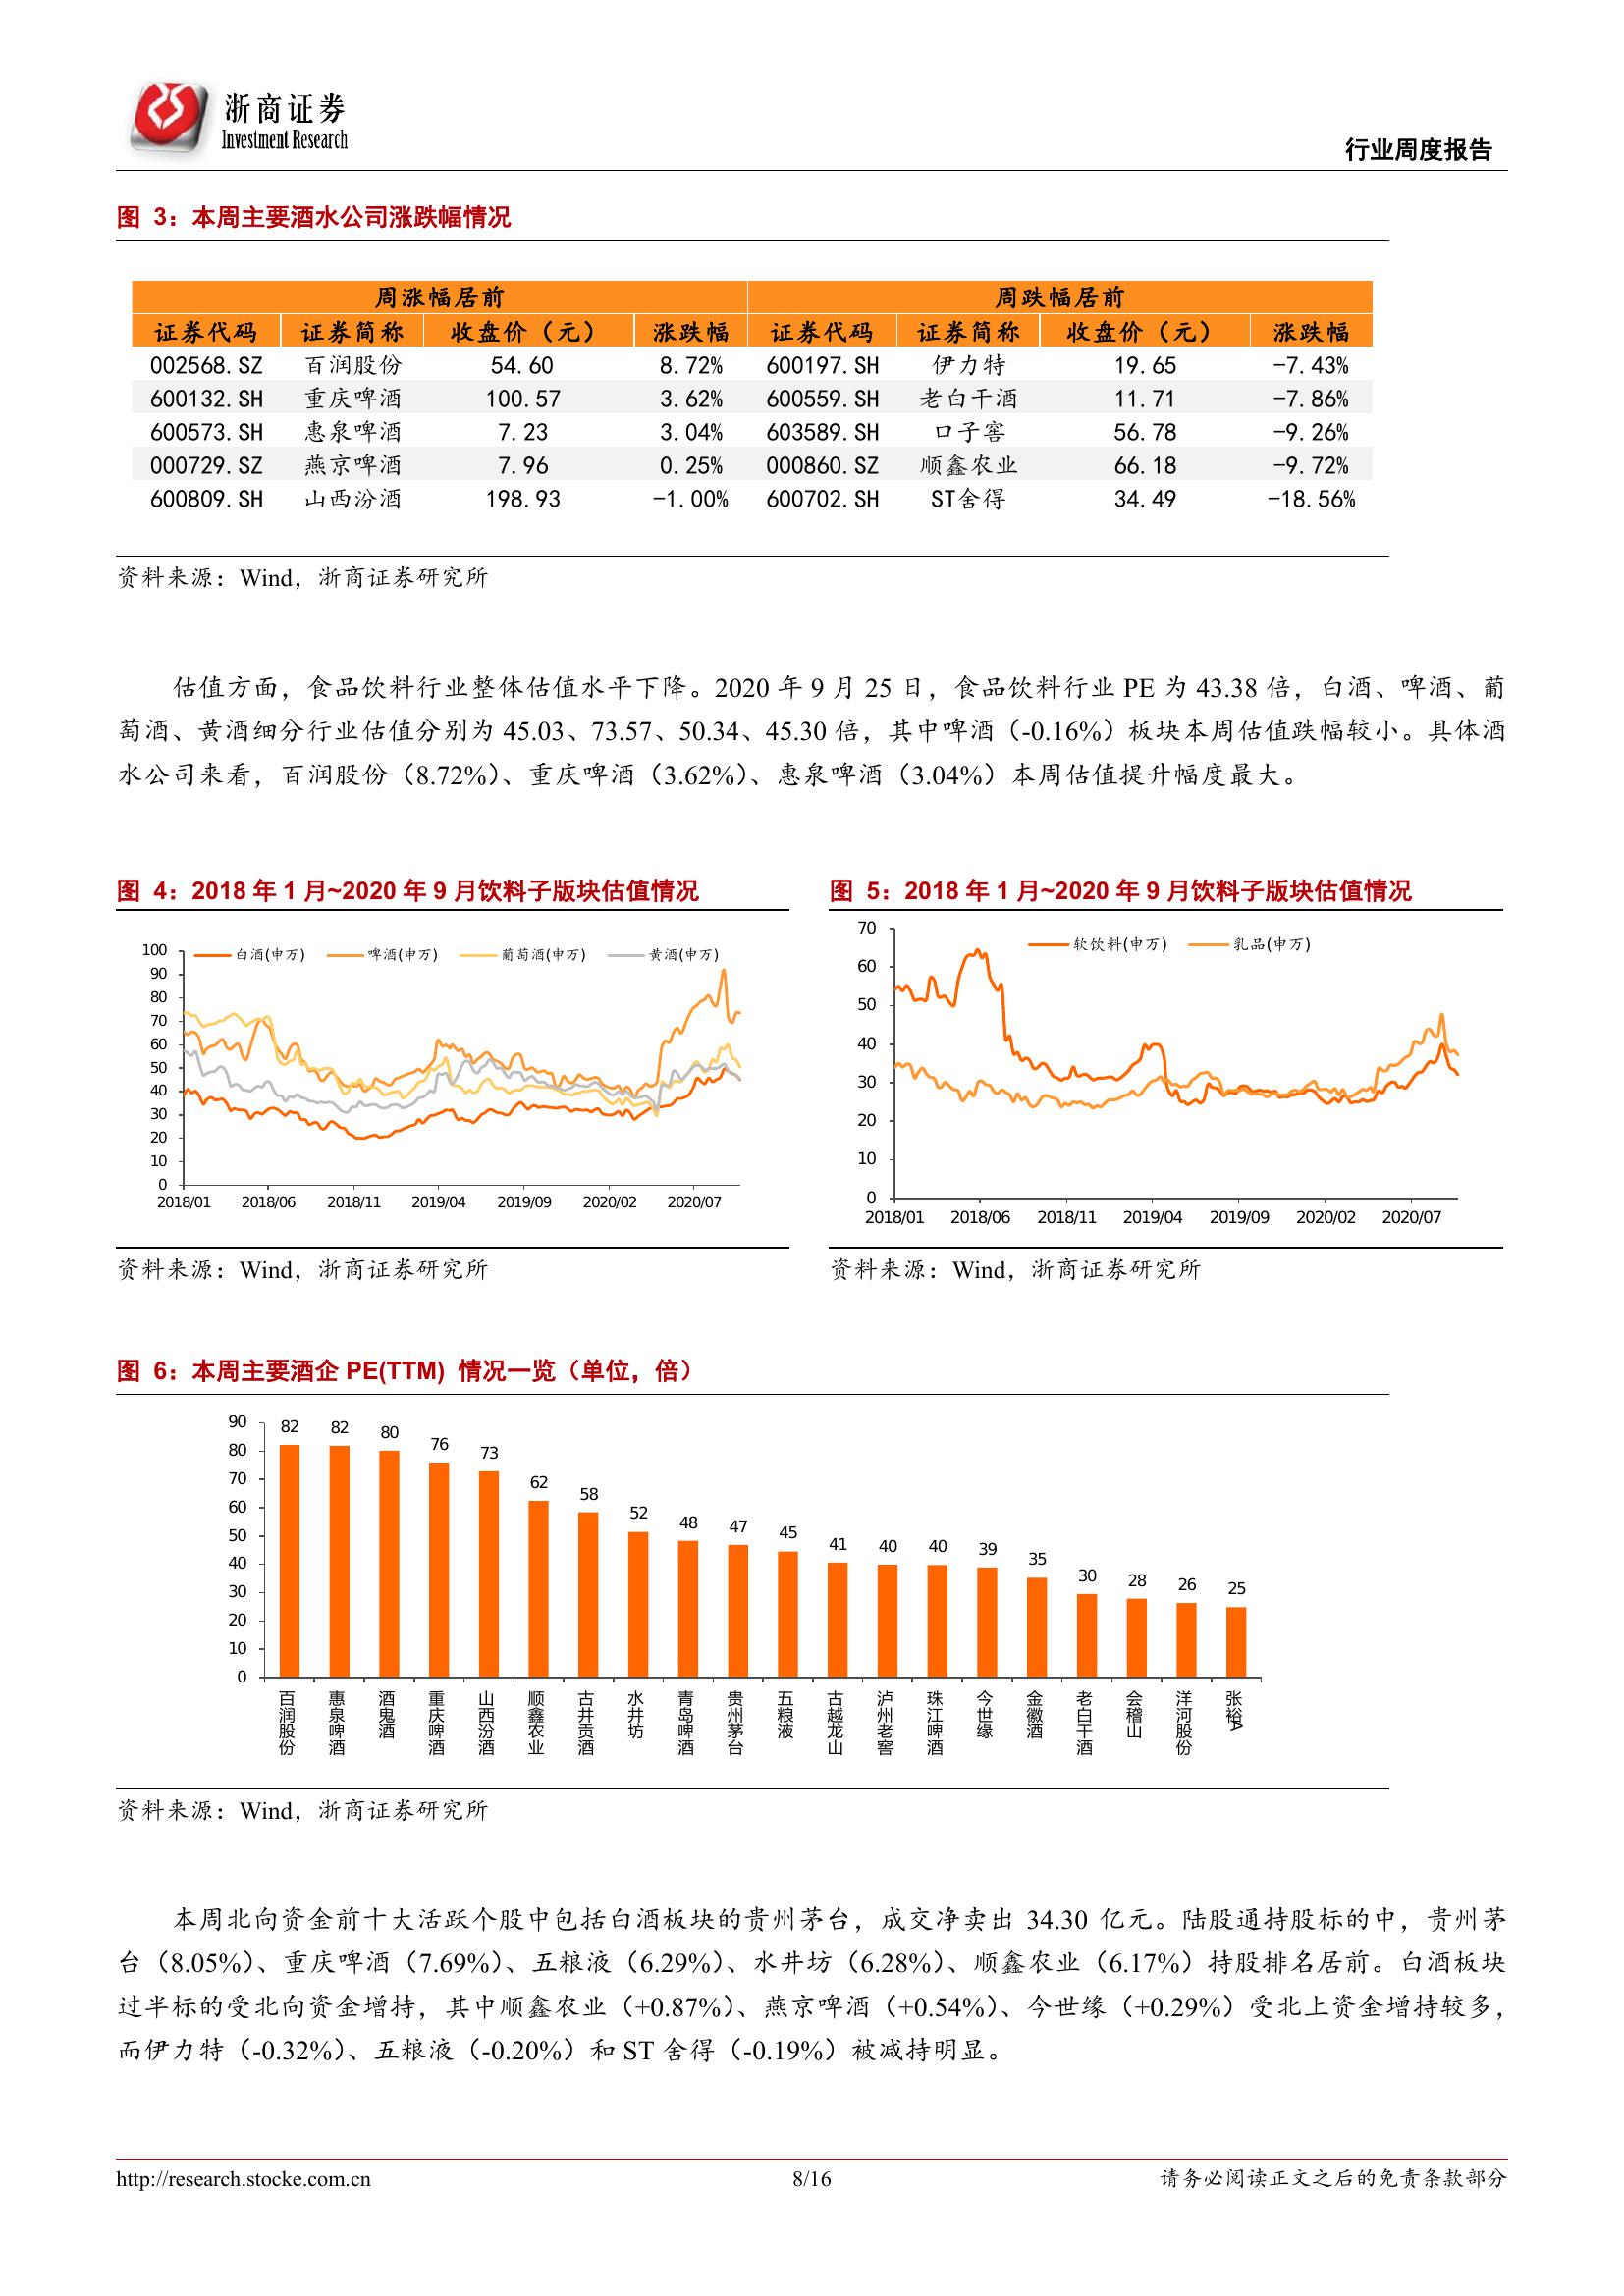 浙商证券
Investment Research
行业周度报告
图 3：本周主要酒水公司涨跌幅情况
周涨幅居前 周跌幅居前
证券代码 证券简称 收盘价（元） 涨跌幅 证券代码 证券简称 收盘价（元） 涨跌幅
002568.SZ 百润股份 54.60 8.72% 600197.SH 伊力特 19.65 -7.43%
600132.SH 重庆啤酒 100.57 3.62% 600559.SH 老白干酒 11.71 -7.86%
600573.SH 惠泉啤酒 7.23 3.04% 603589.SH 口子窖 56.78 -9.26%
000729.SZ 燕京啤酒 7.96 0.25% 000860.SZ 顺鑫农业 66.18 -9.72%
600809.SH 山西汾酒 198.93 -1.00% 600702.SH ST舍得 34.49 -18.56%
资料来源：Wind，浙商证券研究所
估值方面，食品饮料行业整体估值水平下降。2020 年 9 月 25 日，食品饮料行业 PE 为 43.38 倍，白酒、啤酒、葡
萄酒、黄酒细分行业估值分别为 45.03、73.57、50.34、45.30 倍，其中啤酒（-0.16%）板块本周估值跌幅较小。具体酒
水公司来看，百润股份（8.72%）、重庆啤酒（3.62%）、惠泉啤酒（3.04%）本周估值提升幅度最大。
图 4：2018 年 1 月~2020 年 9 月饮料子版块估值情况
100
90
80
70
60
50
40
30
20
10
0
白酒(申万) 啤酒(申万) 葡萄酒(申万) 黄酒(申万)
2018/01 2018/06 2018/11 2019/04 2019/09 2020/02 2020/07
资料来源：Wind，浙商证券研究所
图 5：2018 年 1 月~2020 年 9 月饮料子版块估值情况
70
60
50
40
30
20
10
0
软饮料(申万) 乳品(申万)
2018/01 2018/06 2018/11 2019/04 2019/09 2020/02 2020/07
资料来源：Wind，浙商证券研究所
图 6：本周主要酒企 PE(TTM) 情况一览（单位，倍）
90
80
70
60
50
40
30
20
10
0
82 82 80 76 73 62 58 52 48 47 45 41 40 40 39 35 30 28 26 25
百润股份 惠泉啤酒 酒鬼酒 重庆啤酒 山西汾酒 顺鑫农业 古井贡酒 水井坊 青岛啤酒 贵州茅台 五粮液 古越龙山 泸州老窖 珠江啤酒 今世缘 金徽酒 老白干酒 会稽山 洋河股份 张裕A
资料来源：Wind，浙商证券研究所
本周北向资金前十大活跃个股中包括白酒板块的贵州茅台，成交净卖出 34.30 亿元。陆股通持股标的中，贵州茅
台（8.05%）、重庆啤酒（7.69%）、五粮液（6.29%）、水井坊（6.28%）、顺鑫农业（6.17%）持股排名居前。白酒板块
过半标的受北向资金增持，其中顺鑫农业（+0.87%）、燕京啤酒（+0.54%）、今世缘（+0.29%）受北上资金增持较多，
而伊力特（-0.32%）、五粮液（-0.20%）和 ST 舍得（-0.19%）被减持明显。
http://research.stocke.com.cn 8/16 请务必阅读正文之后的免责条款部分